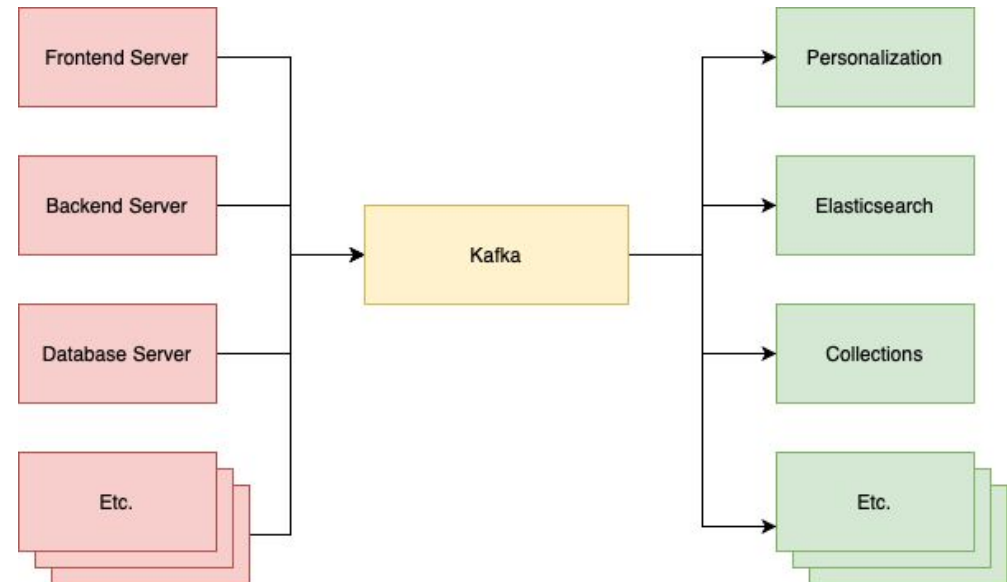 Frontend Server
Personalization
Backend Server
Elasticsearch
Kafka
Database Server
Collections
Etc.
Etc.